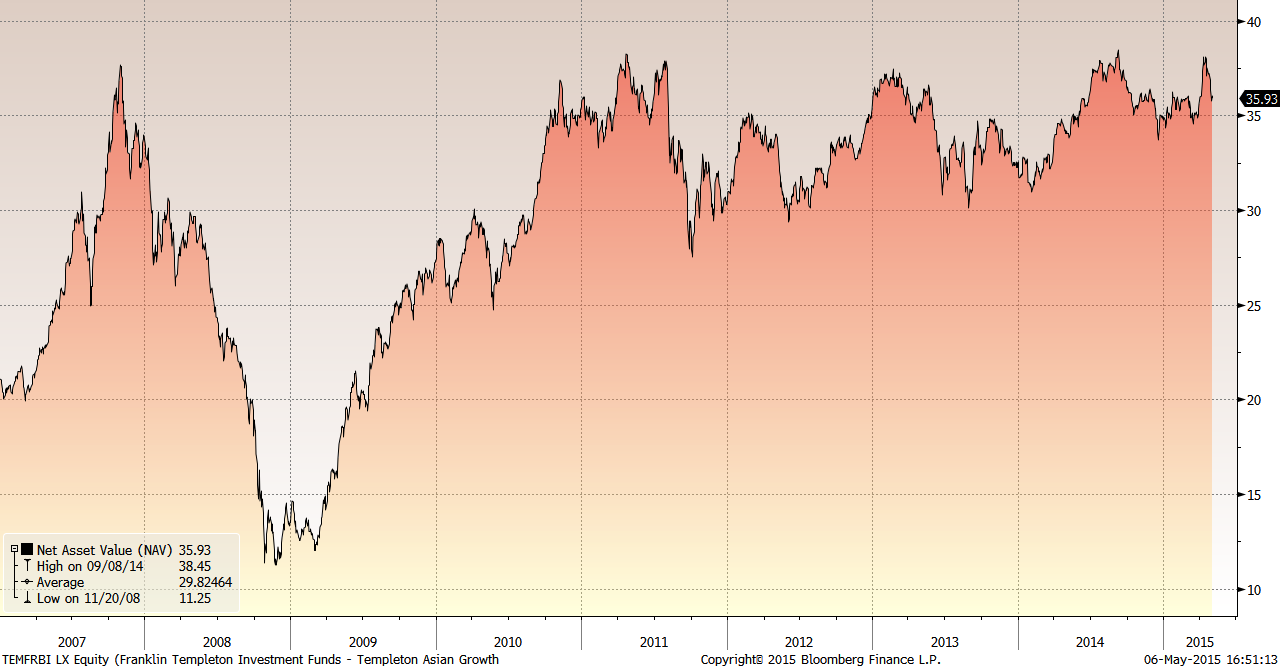 40
35.93
35
30
25
20
15
10
Net Asset Value (NAV) 35.93
High on 09/08/14 38.45
Average 29.82464
Low on 11/20/08 11.25
2007 2008 2009 2010 2011 2012 2013 2014 2015
TEMFRBI LX Equity (Franklin Templeton Investment Funds - Templeton Asian Growth Copyright© 2015 Bloomberg Finance L.P. 06-May-2015 16:51:13